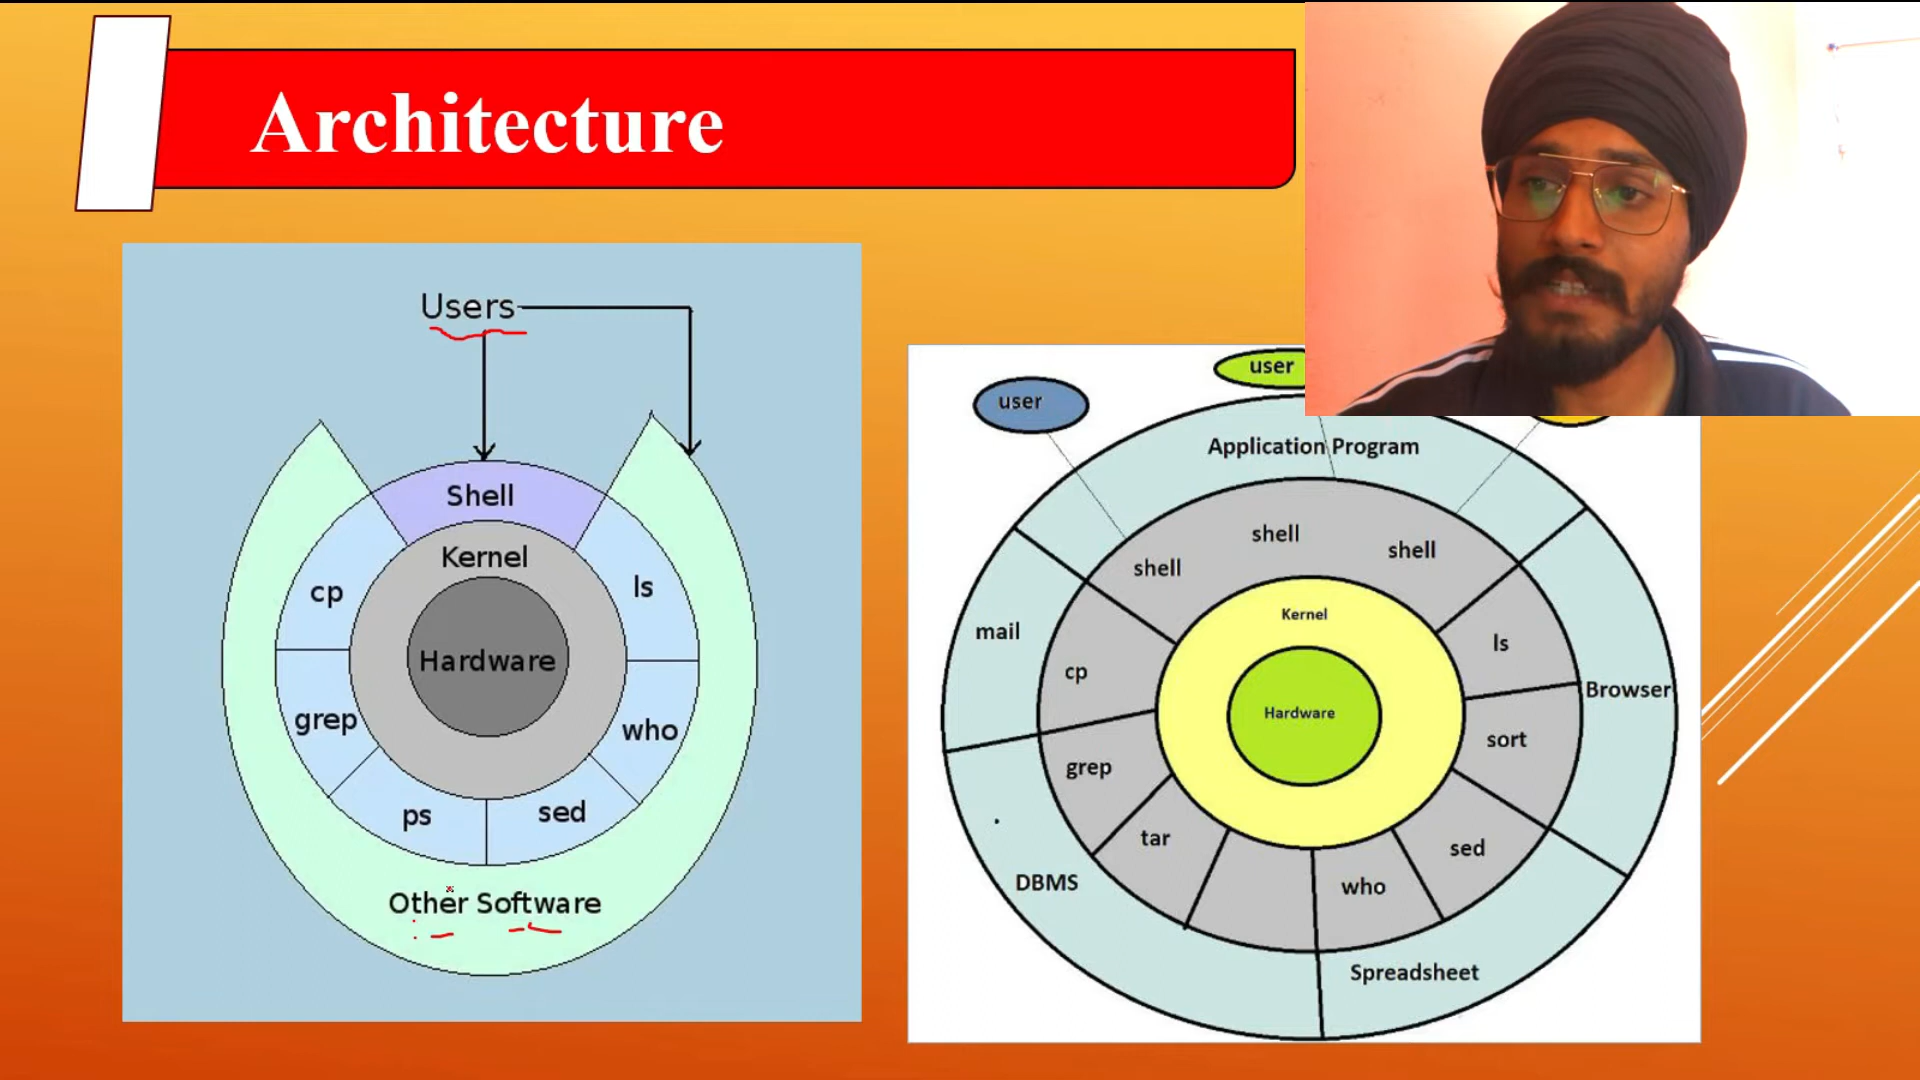 Architecture
Users
Shell
Kernel
cp
ls
Hardware
grep
who
ps
sed
Other Software
user
user
Application Program
shell
shell
shell
Kernel
mail
ls
cp
Browser
Hardware
sort
grep
tar
sed
DBMS
who
Spreadsheet